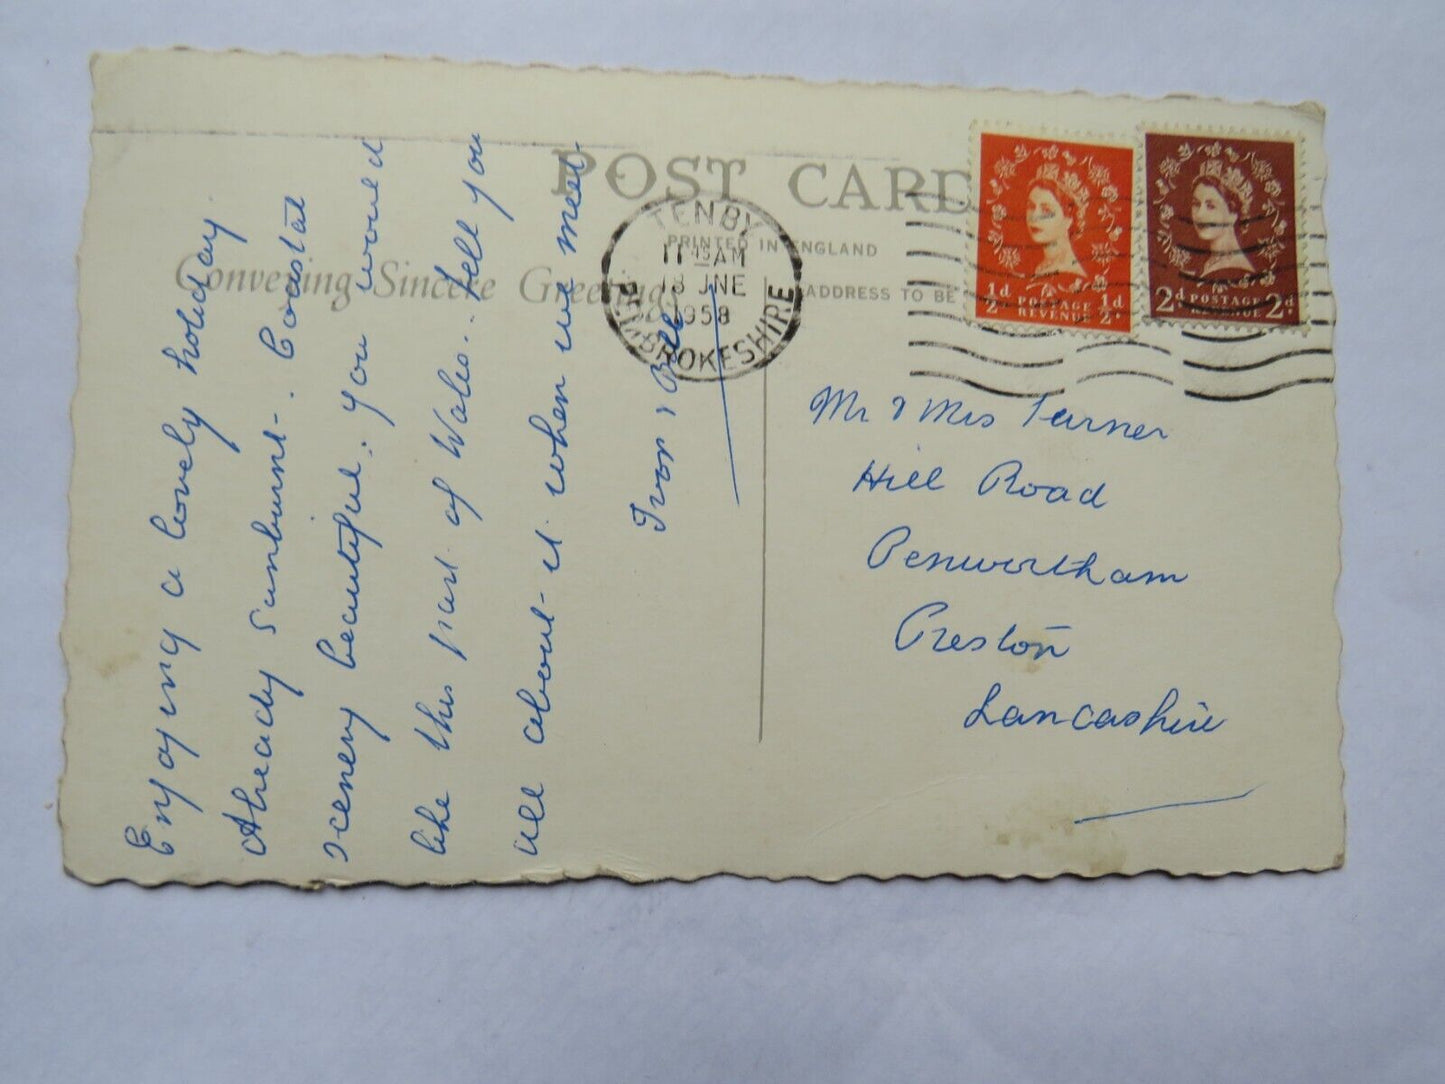 POST CARD
PRINTED IN ENGLAND
Conveying Sincere Greetings
ADDRESS TO BE
TENBY
11 45 AM
18 JNE
1958
PEMBROKESHIRE
½d POSTAGE ½d
REVENUE
2d POSTAGE 2d
REVENUE
Enjoying a lovely holiday.
Already sunburnt. Coastal
scenery beautiful. you would
like this part of Wales. Tell you
all about it when we meet.
Ivor &
Mr & Mrs Turner
Hill Road
Penwortham
Preston
Lancashire